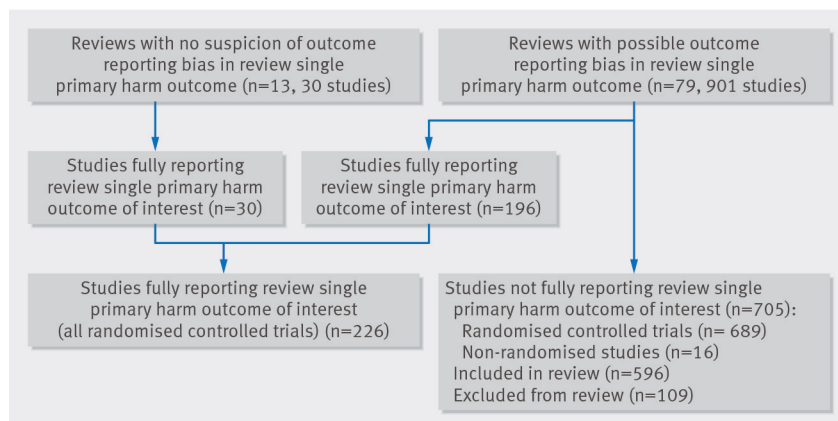 Reviews with no suspicion of outcome
reporting bias in review single
primary harm outcome (n=13, 30 studies)
Reviews with possible outcome
reporting bias in review single
primary harm outcome (n=79, 901 studies)
Studies fully reporting
review single primary harm
outcome of interest (n=30)
Studies fully reporting
review single primary harm
outcome of interest (n=196)
Studies fully reporting review single
primary harm outcome of interest
(all randomised controlled trials) (n=226)
Studies not fully reporting review single
primary harm outcome of interest (n=705):
Randomised controlled trials (n= 689)
Non-randomised studies (n=16)
Included in review (n=596)
Excluded from review (n=109)